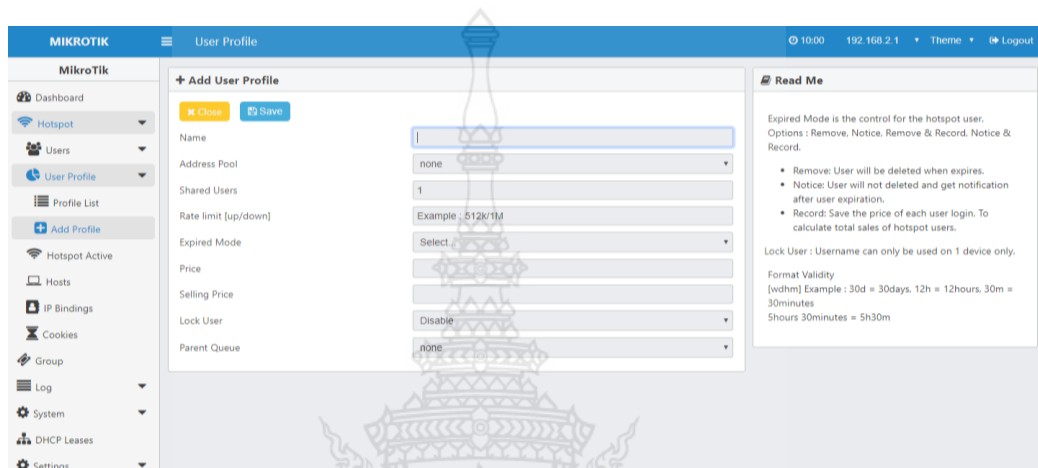 MIKROTIK
User Profile
10:00
192.168.2.1
Theme
Logout
MikroTik
Dashboard
Hotspot
Users
User Profile
Profile List
Add Profile
Hotspot Active
Hosts
IP Bindings
Cookies
Group
Log
System
DHCP Leases
Settings
Add User Profile
Close
Save
Name
Address Pool
none
Shared Users
1
Rate limit [up/down]
Example : 512k/1M
Expired Mode
Select..
Price
Selling Price
Lock User
Disable
Parent Queue
none
Read Me
Expired Mode is the control for the hotspot user.
Options : Remove, Notice, Remove & Record, Notice &
Record.
Remove: User will be deleted when expires.
Notice: User will not deleted and get notification
after user expiration.
Record: Save the price of each user login. To
calculate total sales of hotspot users.
Lock User : Username can only be used on 1 device only.
Format Validity
[wdhm] Example : 30d = 30days, 12h = 12hours, 30m =
30minutes
5hours 30minutes = 5h30m